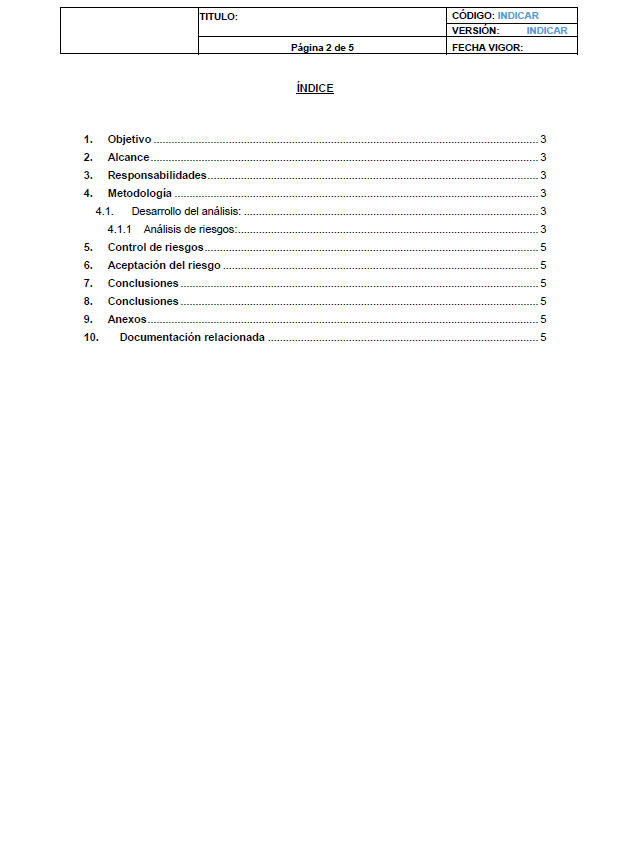 TITULO:
CÓDIGO: INDICAR
VERSIÓN: INDICAR
Página 2 de 5
FECHA VIGOR:
ÍNDICE
1. Objetivo ........ 3
2. Alcance ........ 3
3. Responsabilidades ........ 3
4. Metodología ........ 3
4.1. Desarrollo del análisis: ........ 3
4.1.1 Análisis de riesgos: ........ 3
5. Control de riesgos ........ 5
6. Aceptación del riesgo ........ 5
7. Conclusiones ........ 5
8. Conclusiones ........ 5
9. Anexos ........ 5
10. Documentación relacionada ........ 5